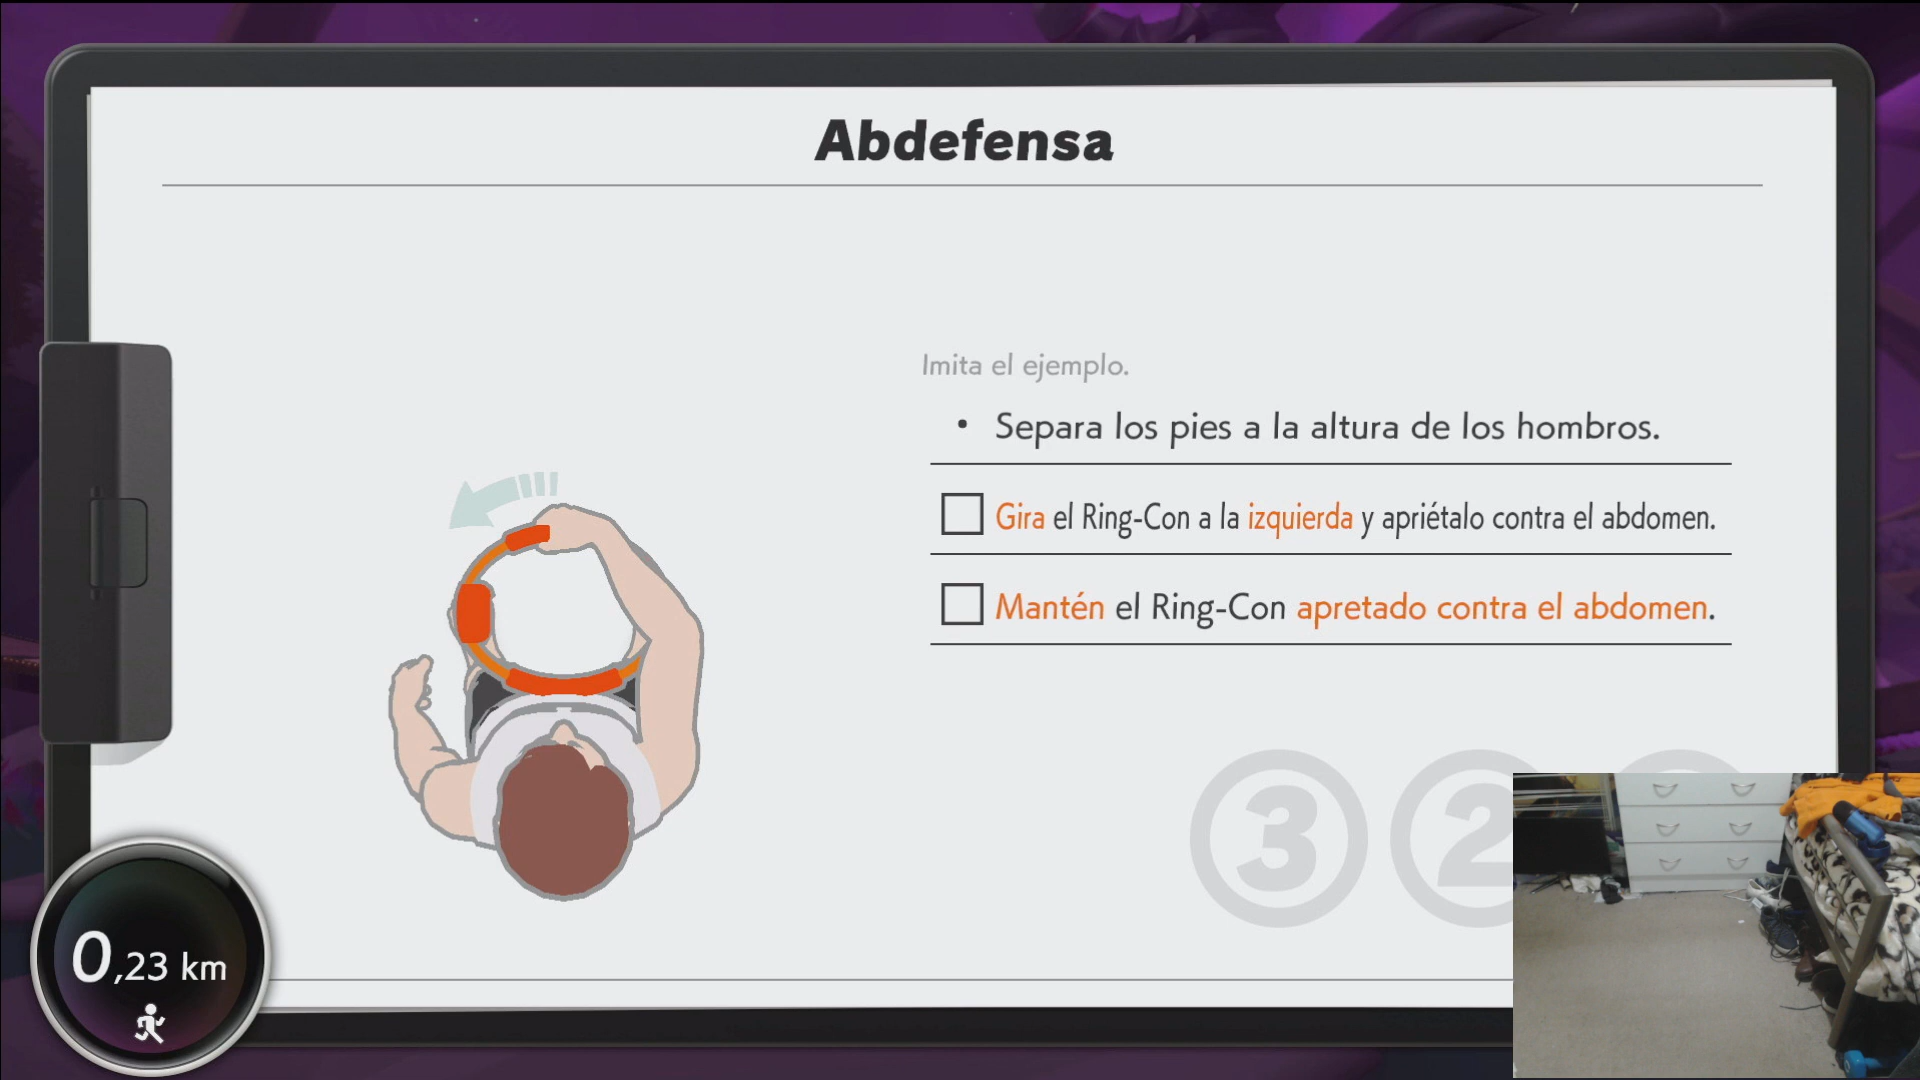 Abdefensa
Imita el ejemplo.
• Separa los pies a la altura de los hombros.
Gira el Ring-Con a la izquierda y apriétalo contra el abdomen.
Mantén el Ring-Con apretado contra el abdomen.
3 2
0,23 km